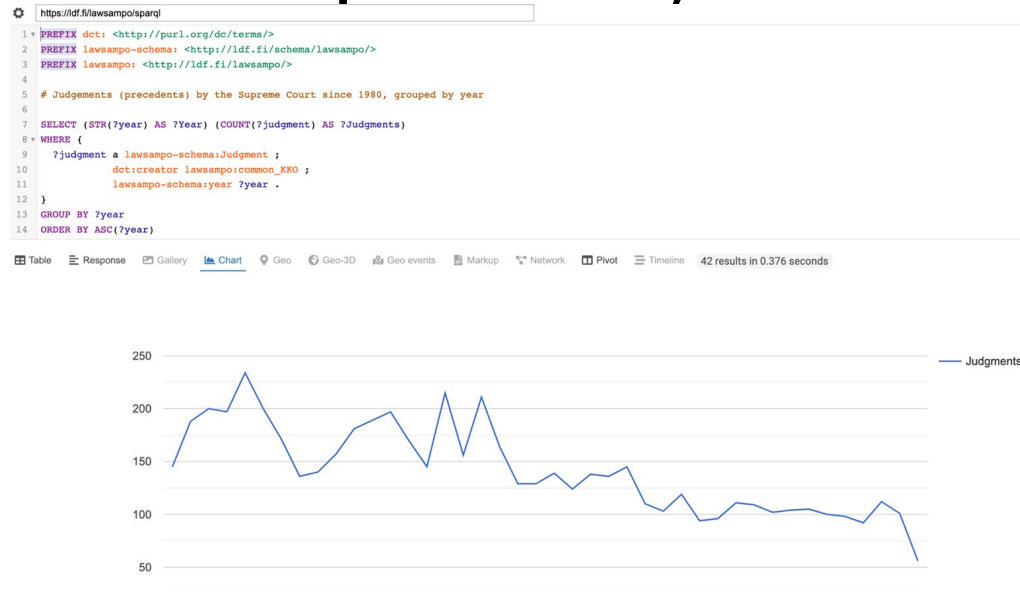 https://ldf.fi/lawsampo/sparql
1 PREFIX dct: <http://purl.org/dc/terms/>
2 PREFIX lawsampo-schema: <http://ldf.fi/schema/lawsampo/>
3 PREFIX lawsampo: <http://ldf.fi/lawsampo/>
4
5 # Judgements (precedents) by the Supreme Court since 1980, grouped by year
6
7 SELECT (STR(?year) AS ?Year) (COUNT(?judgment) AS ?Judgments)
8 WHERE {
9 ?judgment a lawsampo-schema:Judgment ;
10 dct:creator lawsampo:common_KKO ;
11 lawsampo-schema:year ?year .
12 }
13 GROUP BY ?year
14 ORDER BY ASC(?year)
Table Response Gallery Chart Geo Geo-3D Geo events Markup Network Pivot Timeline 42 results in 0.376 seconds
250
Judgments
200
150
100
50